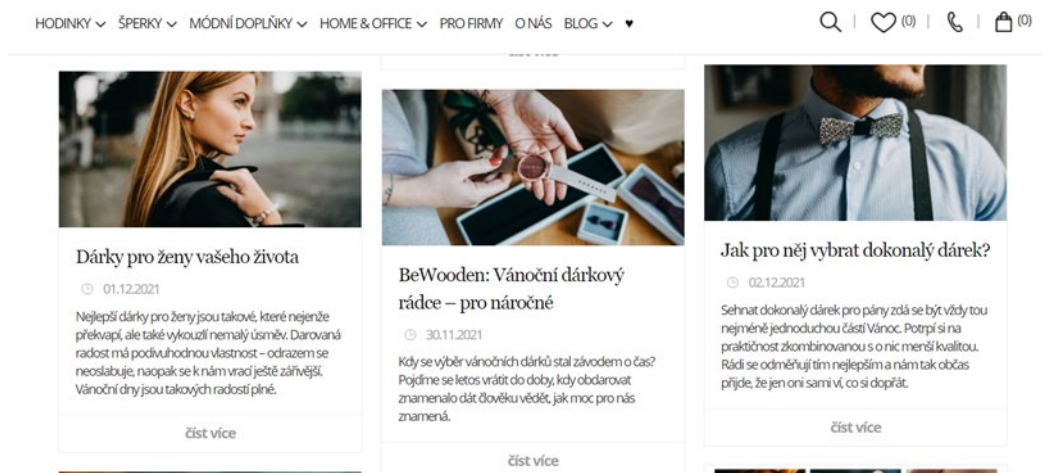 HODINKY ŠPERKY MÓDNÍ DOPLŇKY HOME & OFFICE PRO FIRMY O NÁS BLOG ♥ (0) (0)
Dárky pro ženy vašeho života
01.12.2021
Nejlepší dárky pro ženy jsou takové, které nejenže
překvapí, ale také vykouzlí nemalý úsměv. Darovaná
radost má podivuhodnou vlastnost – odrazem se
neoslabuje, naopak se k nám vrací ještě zářivější.
Vánoční dny jsou takových radostí plné.
číst více
BeWooden: Vánoční dárkový
rádce – pro náročné
30.11.2021
Kdy se výběr vánočních dárků stal závodem o čas?
Pojďme se letos vrátit do doby, kdy obdarovat
znamenalo dát člověku vědět, jak moc pro nás
znamená.
číst více
Jak pro něj vybrat dokonalý dárek?
02.12.2021
Sehnat dokonalý dárek pro pány zdá se být vždy tou
nejméně jednoduchou částí Vánoc. Potrpí si na
praktičnost zkombinovanou s o nic menší kvalitou.
Rádi se odměňují tím nejlepším a nám tak občas
přijde, že jen oni sami ví, co si dopřát.
číst více